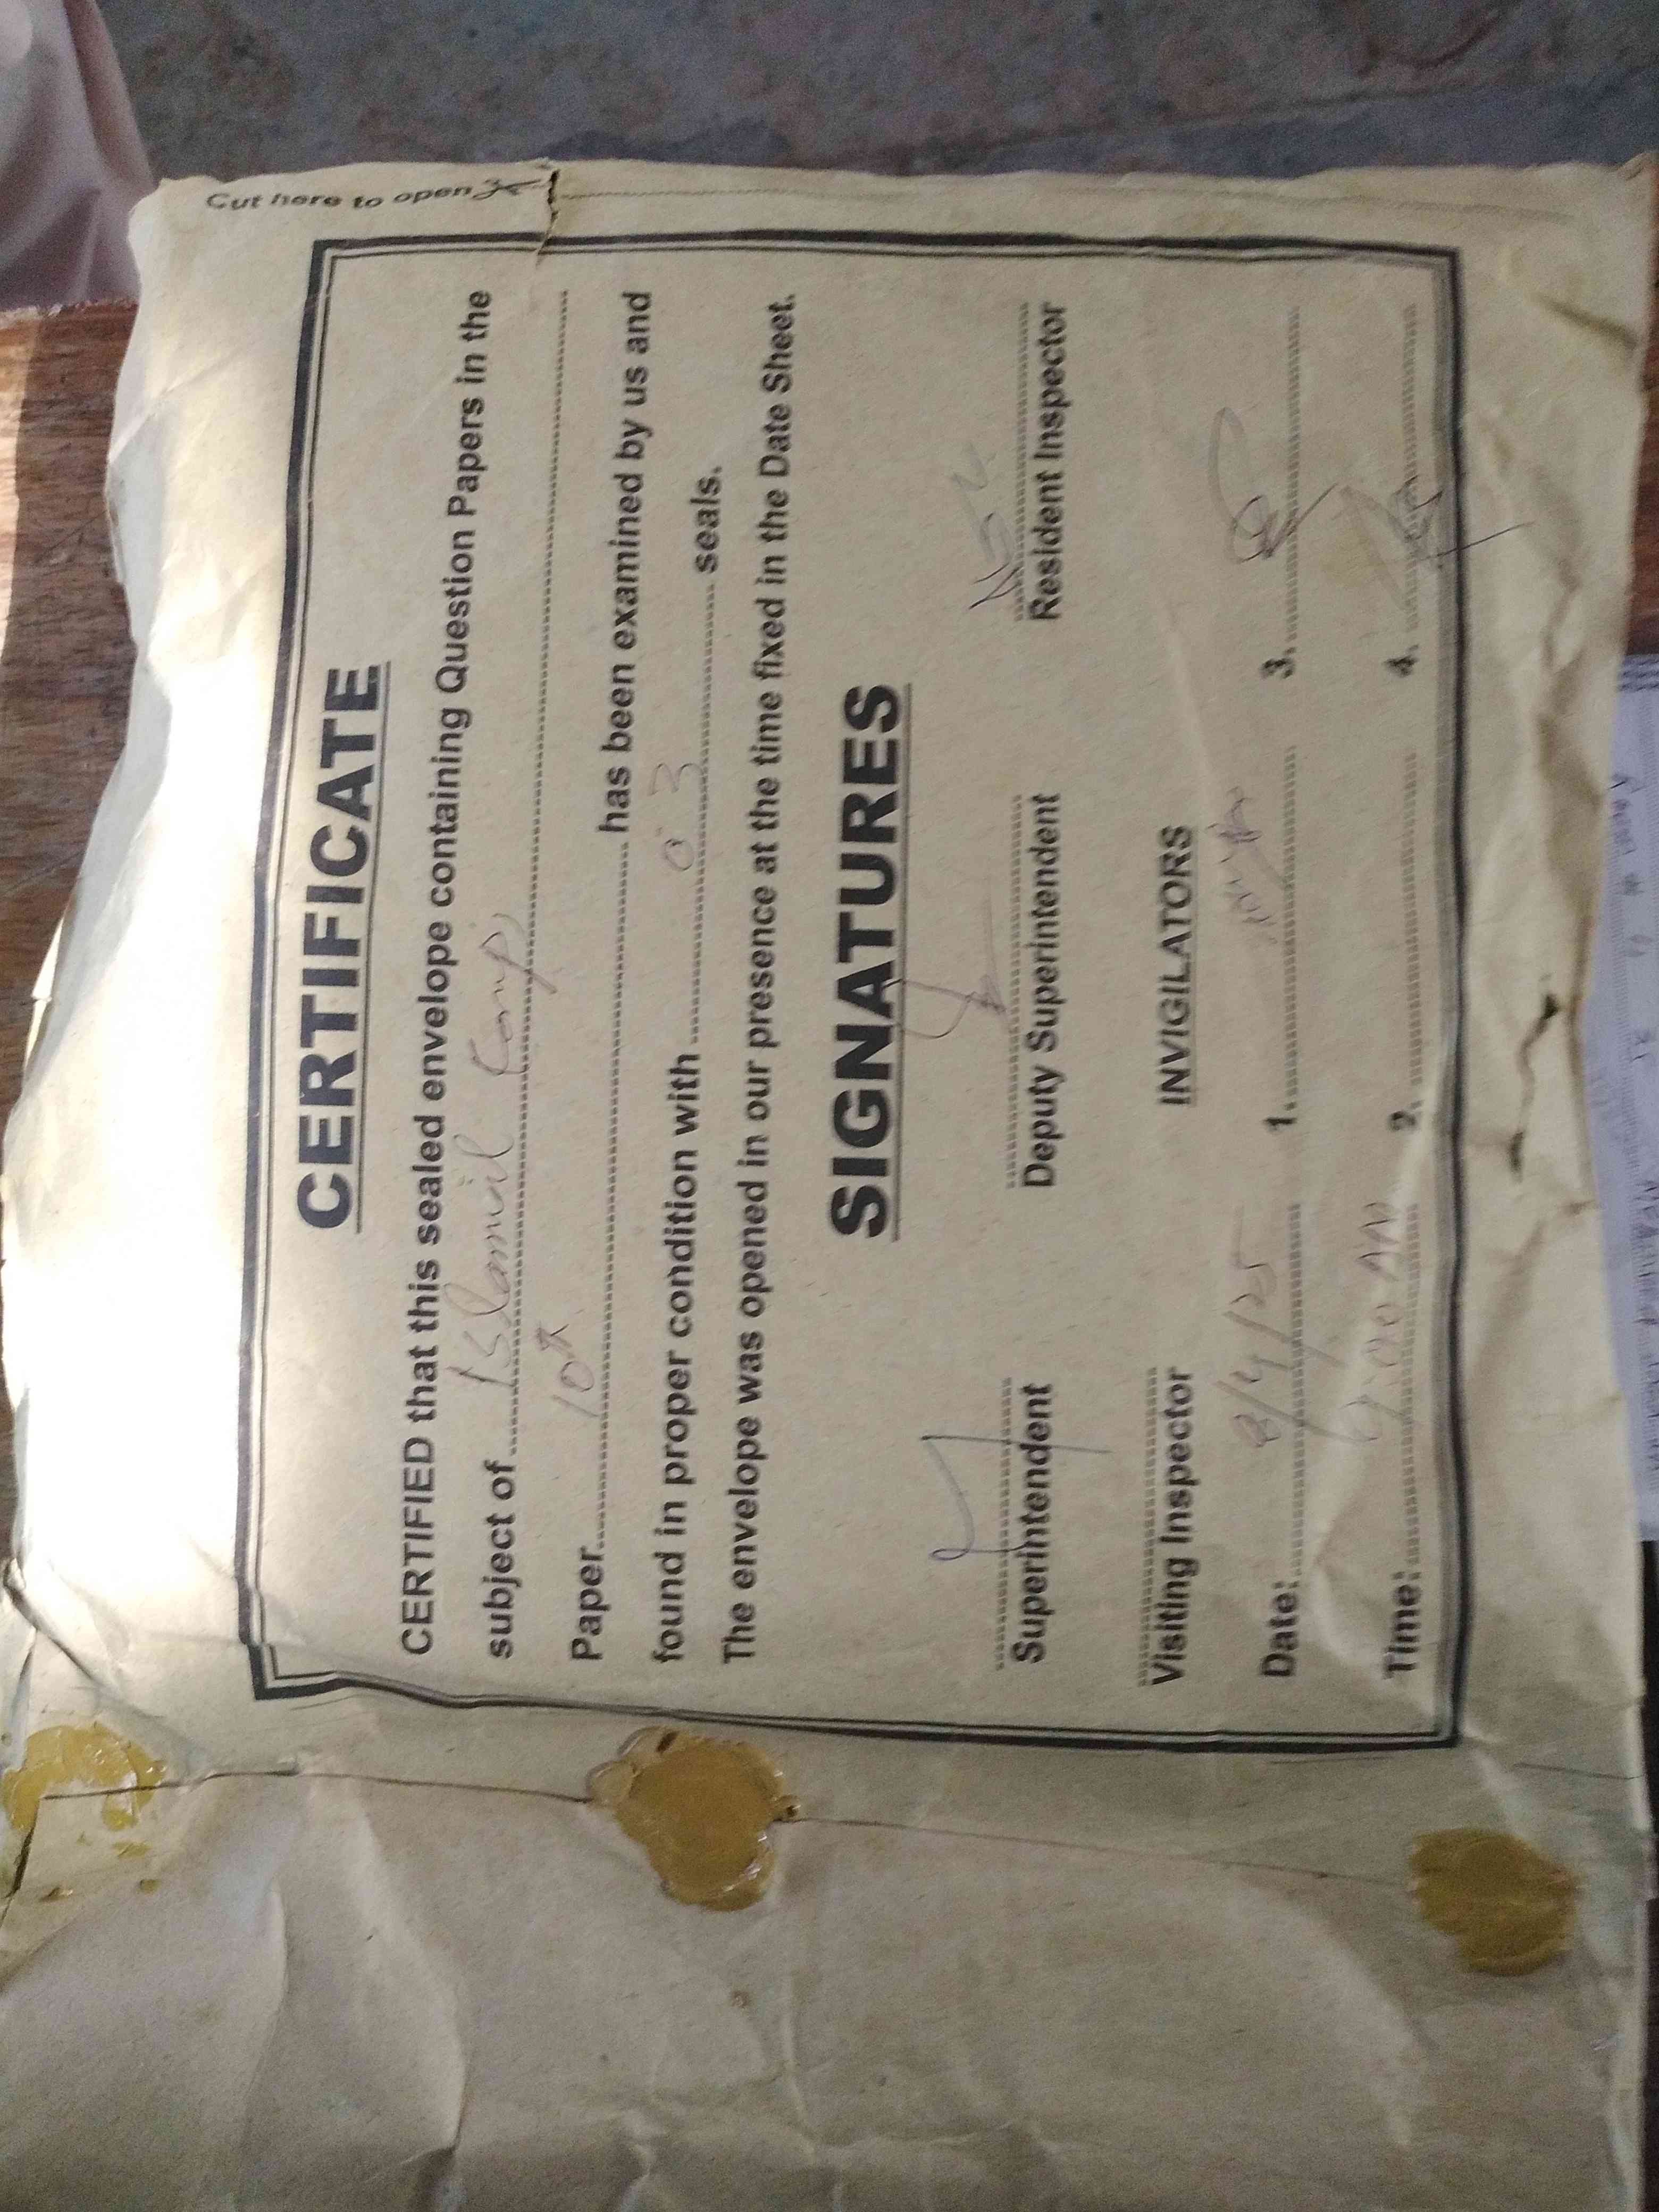 Cut here to open
CERTIFICATE
CERTIFIED that this sealed envelope containing Question Papers in the
subject of Islamiat Comp,
Paper 10th has been examined by us and
found in proper condition with 03 seals.
The envelope was opened in our presence at the time fixed in the Date Sheet.
SIGNATURES
Superintendent Deputy Superintendent Resident Inspector
Visiting Inspector INVIGILATORS
Date: 8/4/25 1. 3.
Time: AM 2. 4.